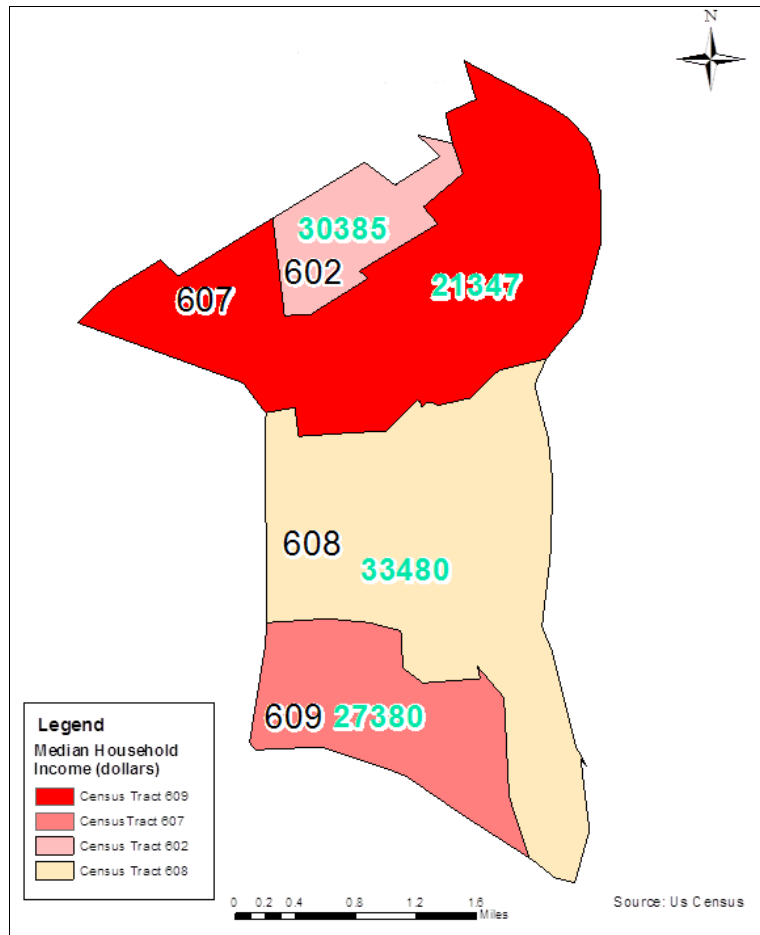 N
30385
602
607
21347
608
33480
609 27380
Legend
Median Household
Income (dollars)
Census Tract 609
CensusTract 607
Census Tract 602
Census Tract 608
0 0.2 0.4 0.8 1.2 1.6
Miles
Source: Us Census